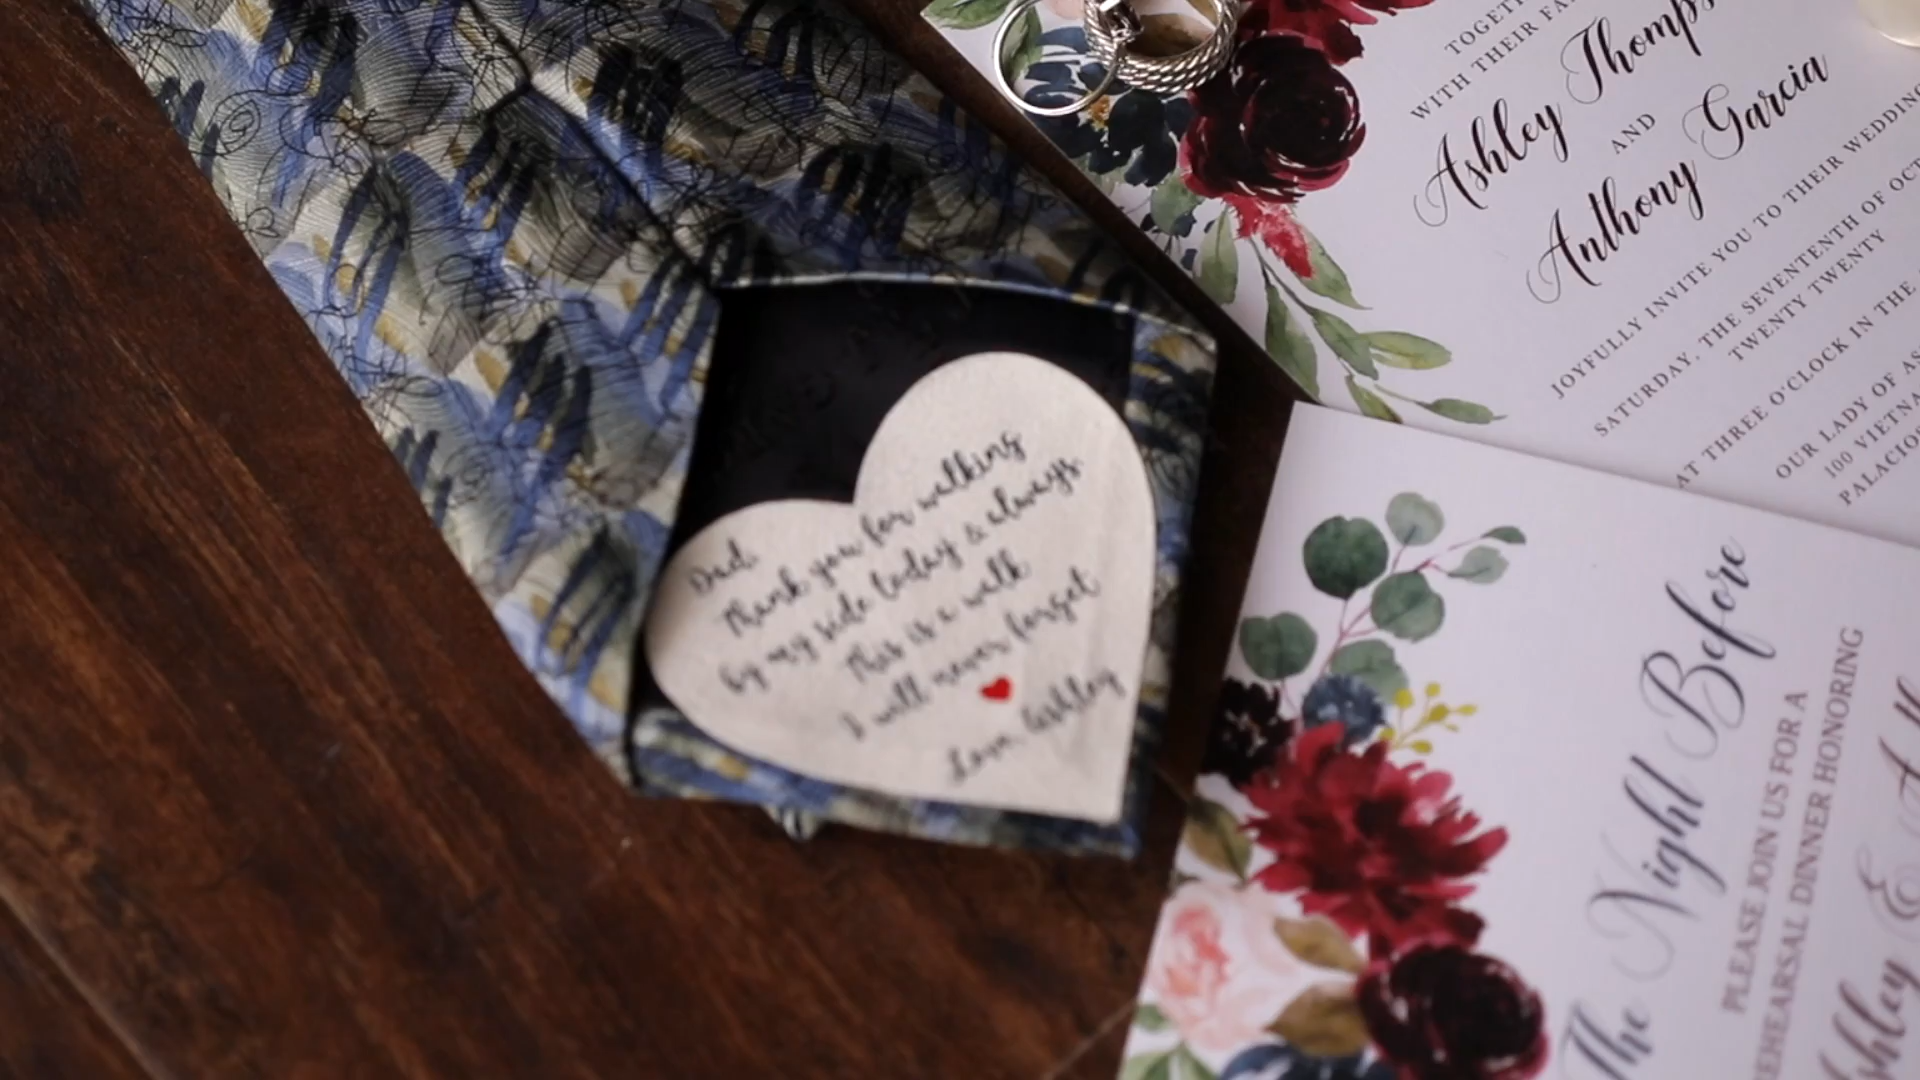 Dad,
Thank you for walking
by my side today & always.
This is a walk
I will never forget
Love, Ashley
TOGETH
WITH THEIR FA
Ashley Thomps
AND
Anthony Garcia
JOYFULLY INVITE YOU TO THEIR WEDDING
SATURDAY, THE SEVENTEENTH OF OCT
TWENTY TWENTY
AT THREE O'CLOCK IN THE
OUR LADY OF AS
100 VIETNA
PALACIO
The Night Before
PLEASE JOIN US FOR A
REHEARSAL DINNER HONORING
Ashley &